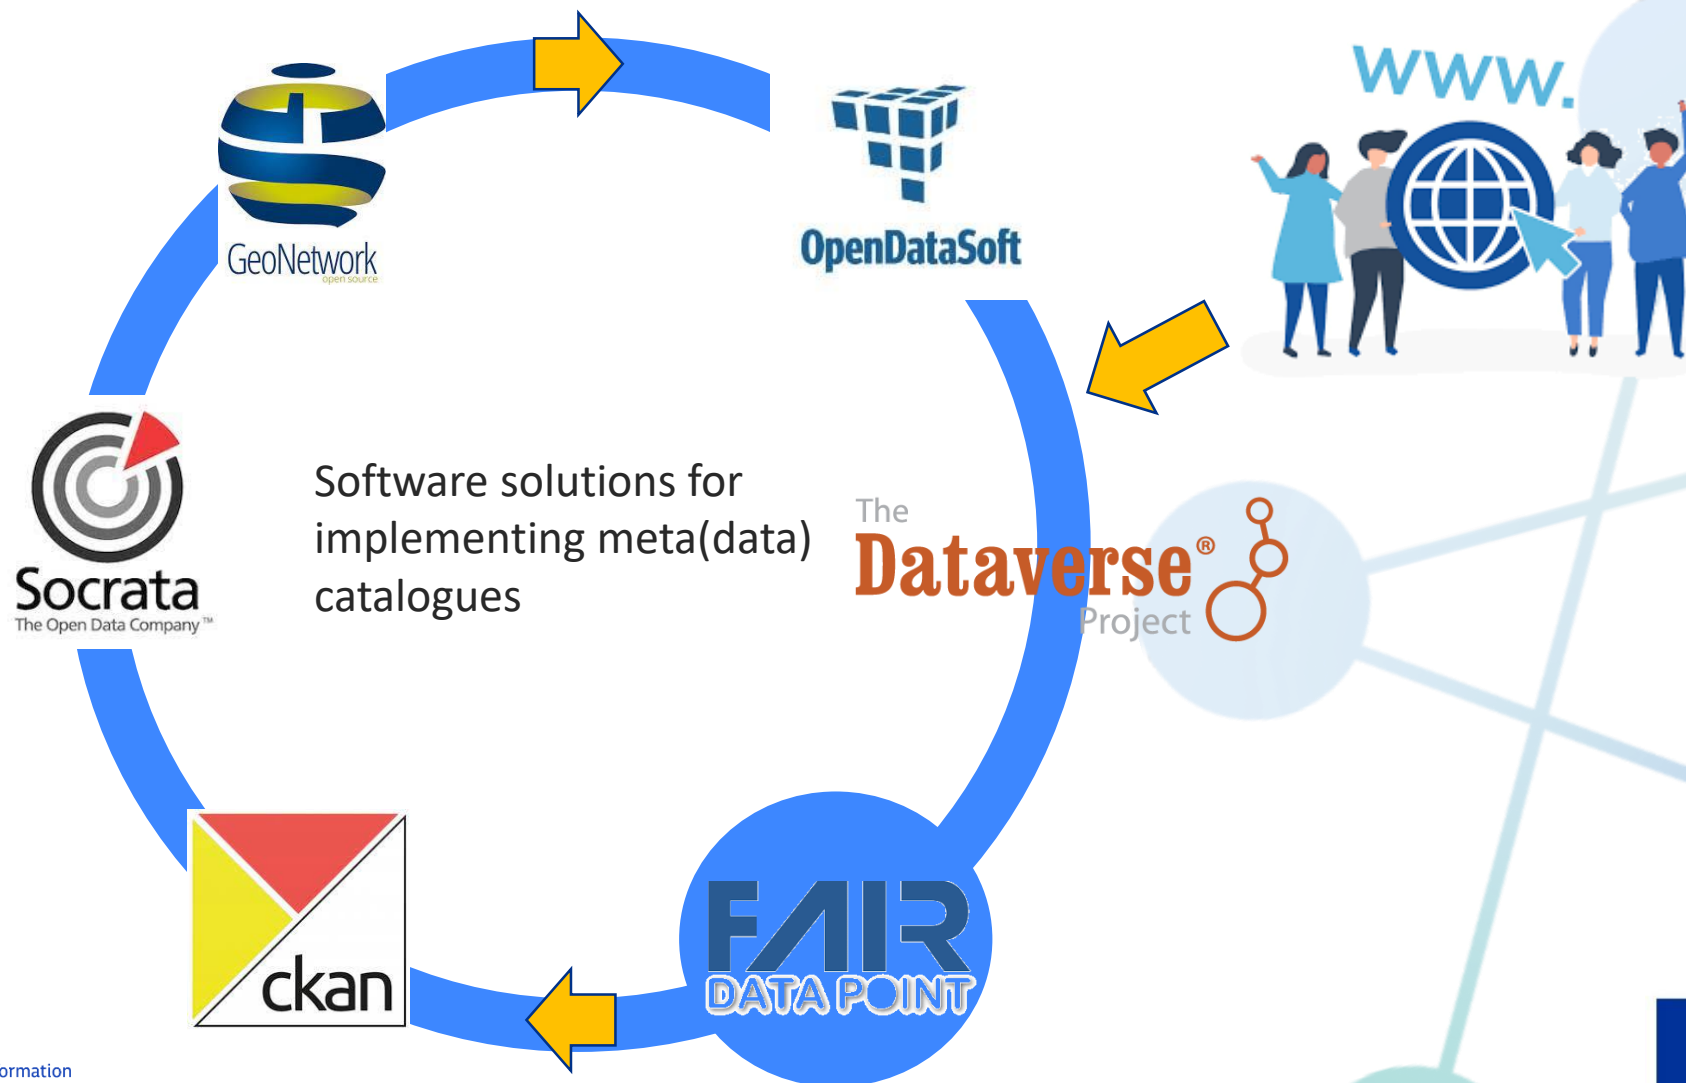 WWW.
GeoNetwork
open source
OpenDataSoft
Socrata
The Open Data Company™
Software solutions for
implementing meta(data)
catalogues
The
Dataverse®
Project
ckan
FAIR
DATA POINT
ormation